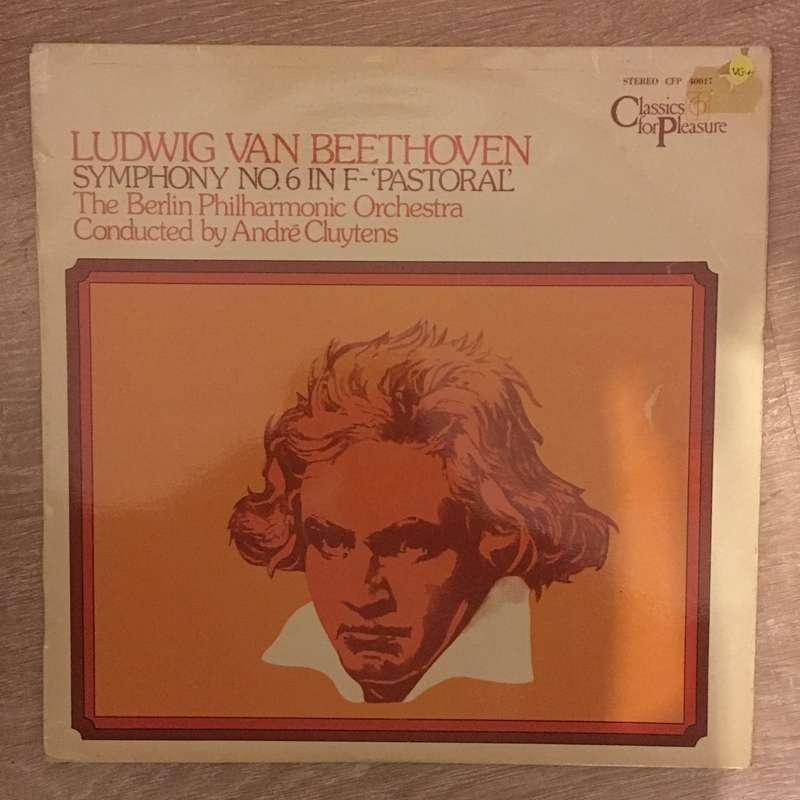 STEREO CFP 40017
VG+
Classics
for Pleasure
LUDWIG VAN BEETHOVEN
SYMPHONY NO. 6 IN F-'PASTORAL'
The Berlin Philharmonic Orchestra
Conducted by André Cluytens